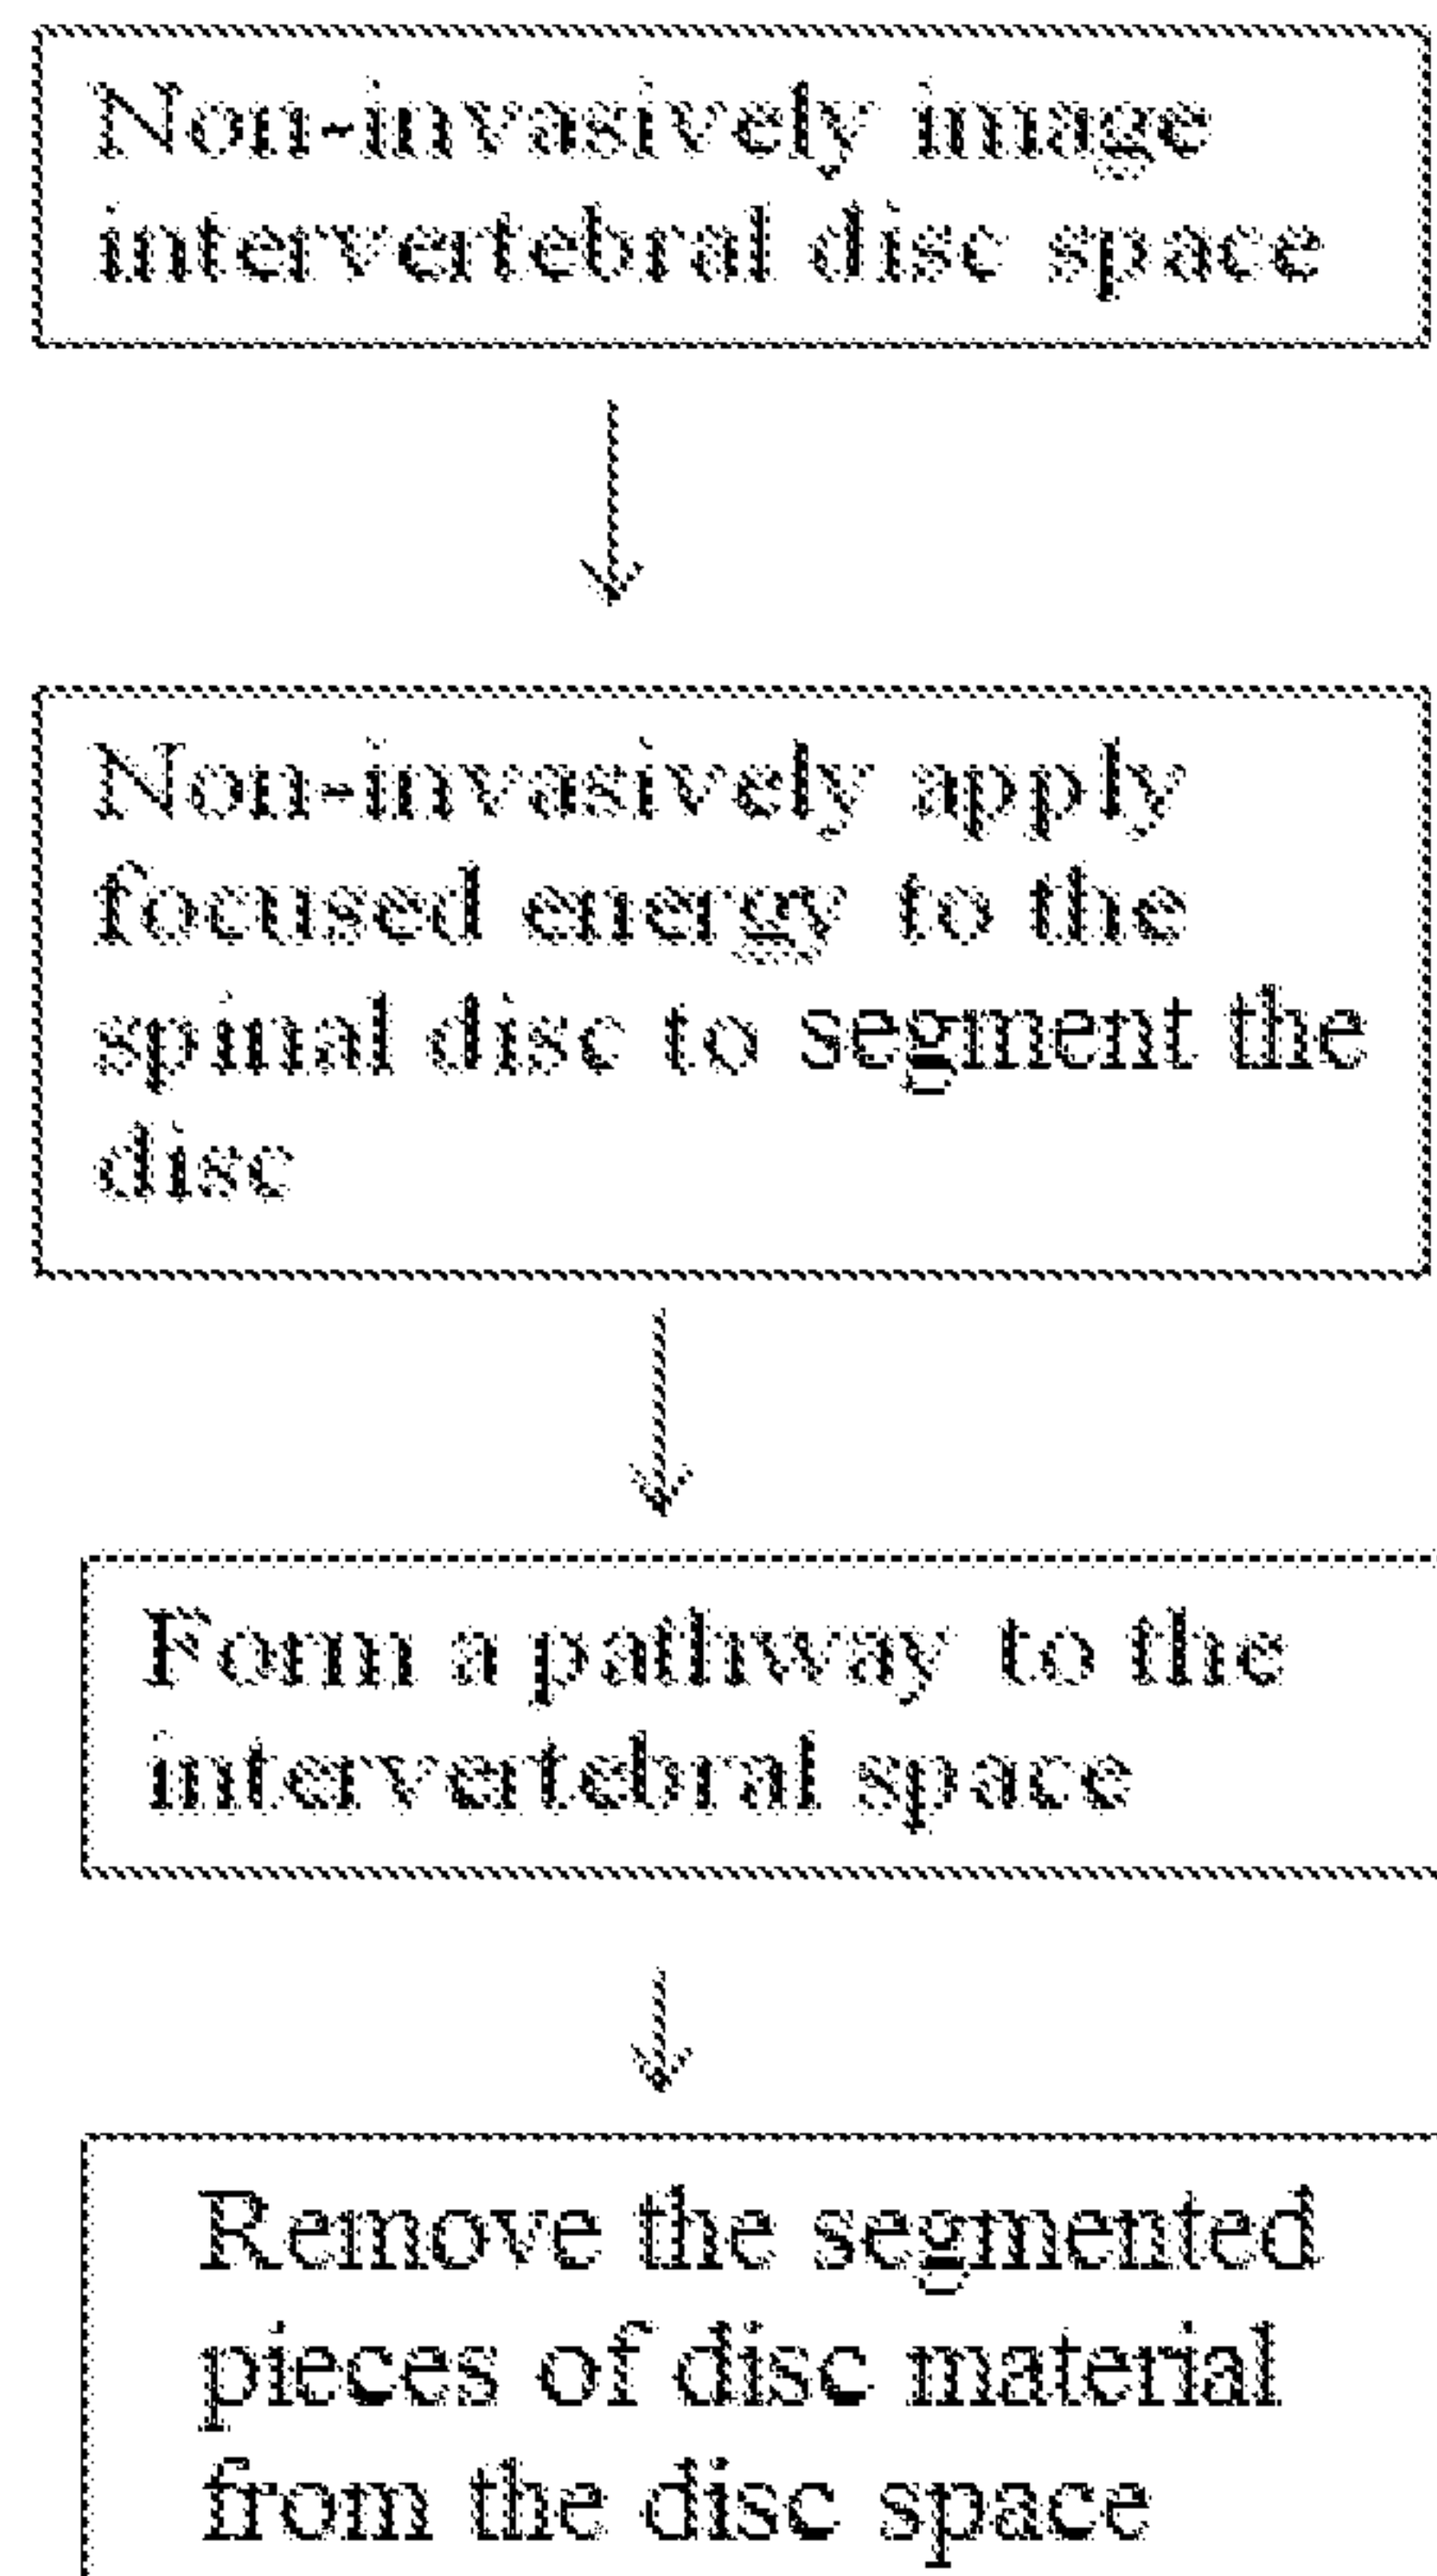 Non-invasively image
intervertebral disc space
Non-invasively apply
focused energy to the
spinal disc to segment the
disc
Form a pathway to the
intervertebral space
Remove the segmented
pieces of disc material
from the disc space